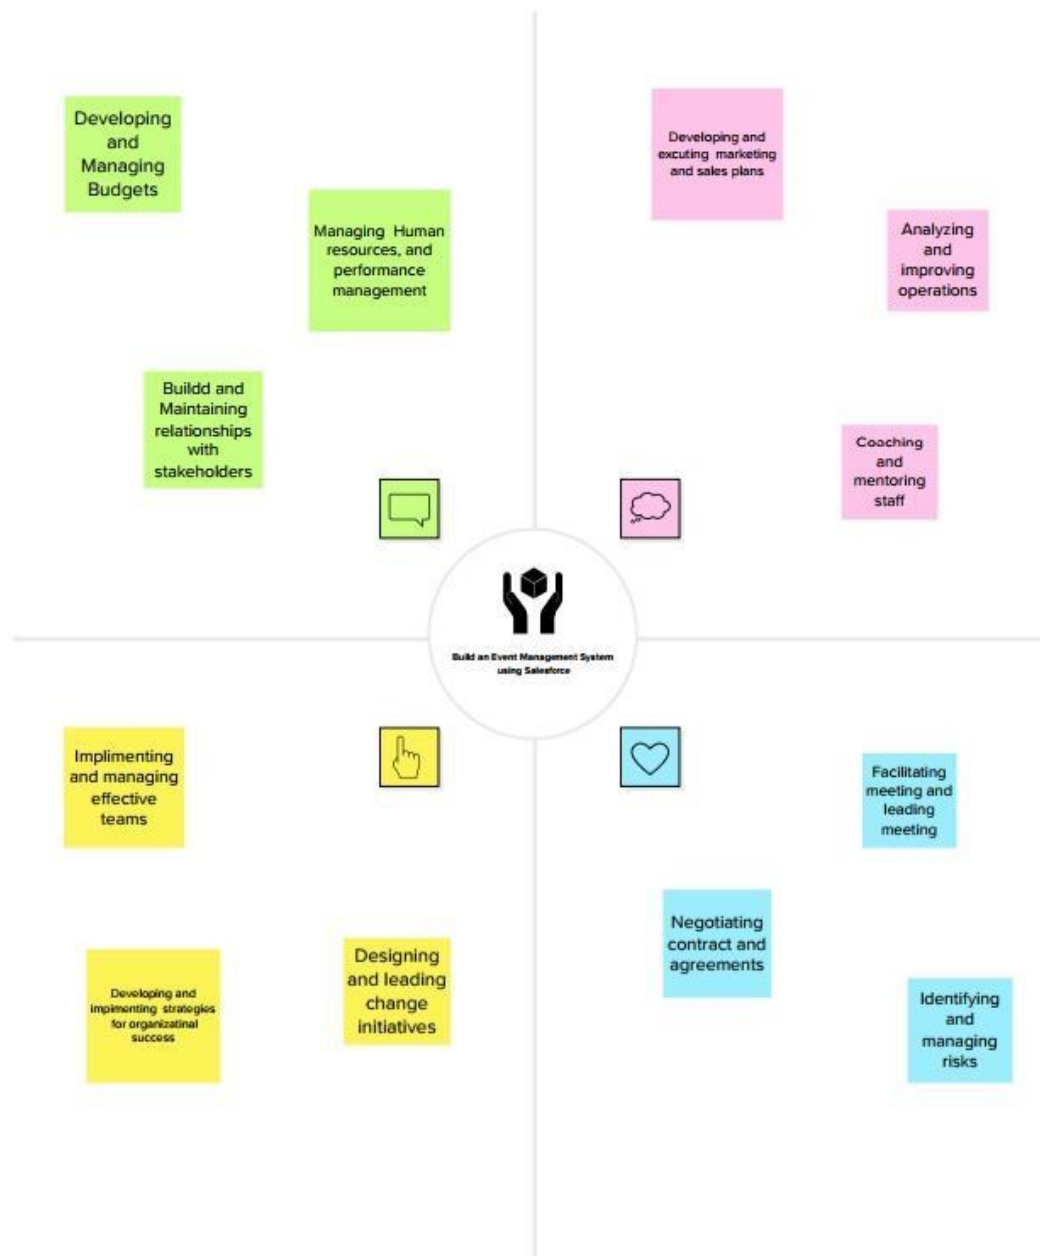 Developing
and
Managing
Budgets
Managing Human
resources, and
performance
management
Buildd and
Maintaining
relationships
with
stakeholders
Developing and
excuting marketing
and sales plans
Analyzing
and
improving
operations
Coaching
and
mentoring
staff
Build an Event Management System
using Salesforce
Implimenting
and managing
effective
teams
Developing and
impimenting strategies
for organizatinal
success
Designing
and leading
change
initiatives
Facilitating
meeting and
leading
meeting
Negotiating
contract and
agreements
Identifying
and
managing
risks